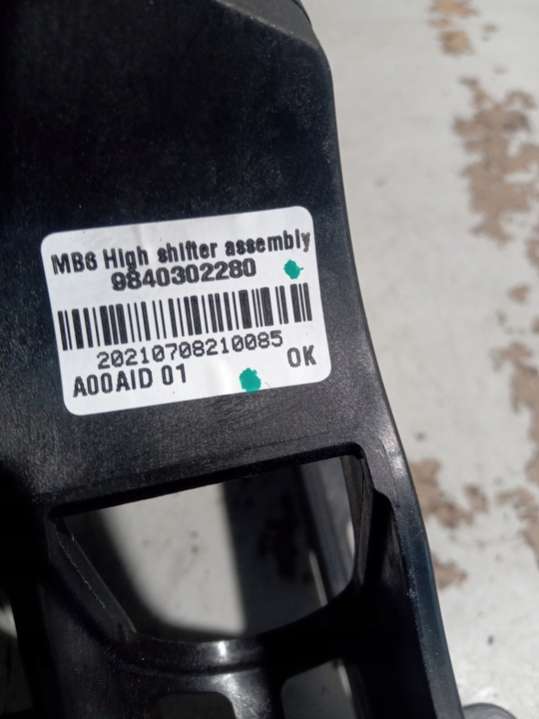 MB6 High shifter assembly
9840302280
20210708210085
A00AID 01 OK